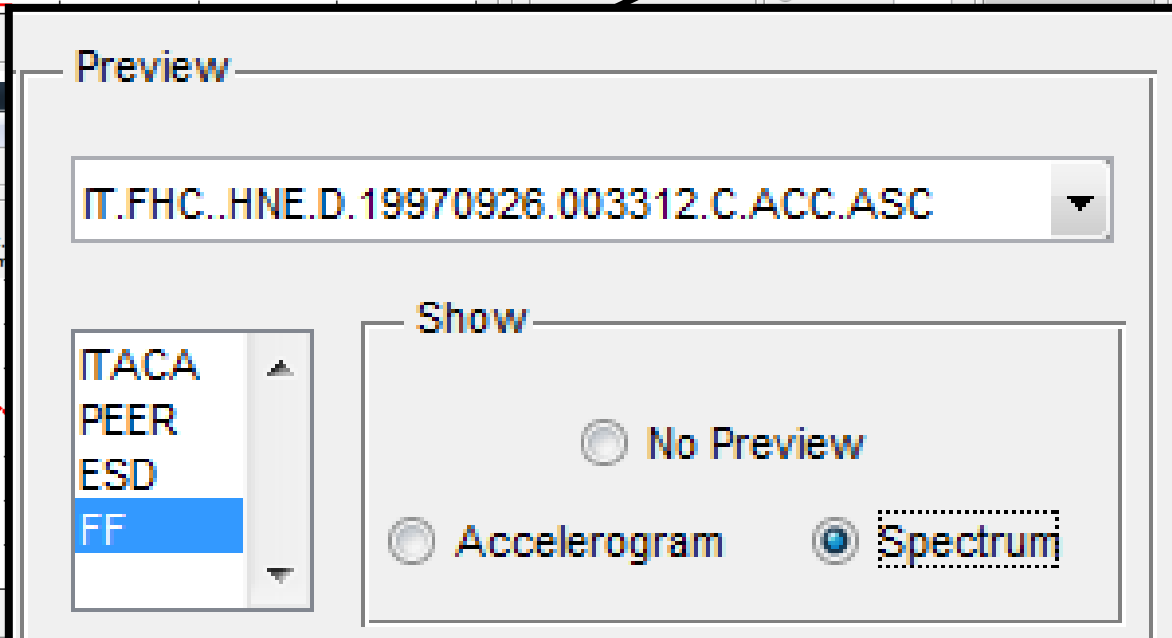 Preview
IT.FHC..HNE.D.19970926.003312.C.ACC.ASC
ITACA
PEER
ESD
FF
Show
No Preview
Accelerogram
Spectrum